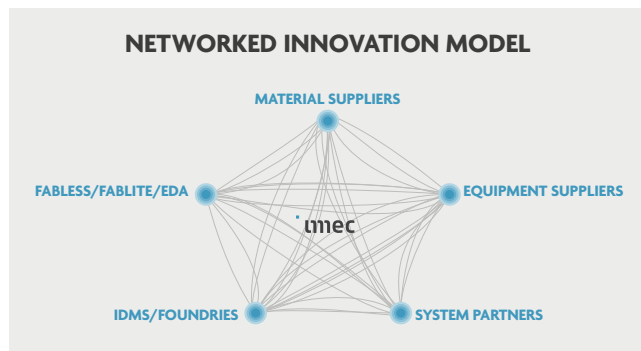 NETWORKED INNOVATION MODEL
MATERIAL SUPPLIERS
FABLESS/FABLITE/EDA
EQUIPMENT SUPPLIERS
imec
IDMS/FOUNDRIES
SYSTEM PARTNERS